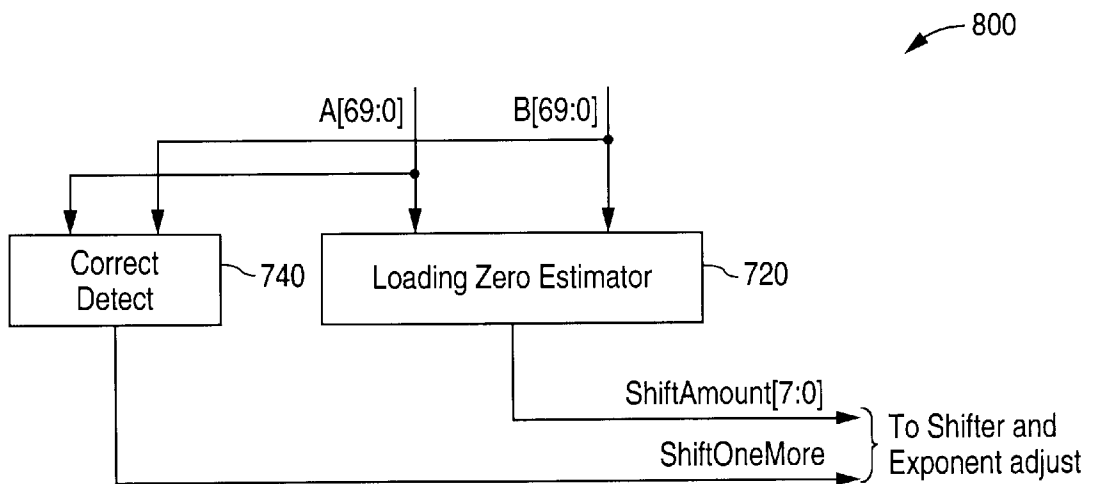 800
A[69:0]
B[69:0]
Correct
Detect
740
Loading Zero Estimator
720
ShiftAmount[7:0]
ShiftOneMore
To Shifter and
Exponent adjust